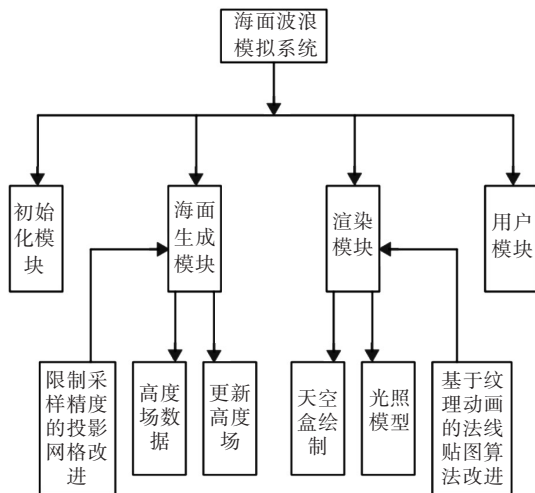 海面波浪
模拟系统
初始
化模
块
海面
生成
模块
渲染
模块
用户
模块
限制采
样精度
的投影
网格改
进
高度
场数
据
更新
高度
场
天空
盒绘
制
光照
模型
基于纹
理动画
的法线
贴图算
法改进